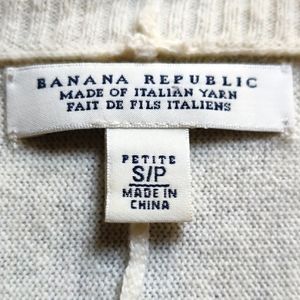 BANANA REPUBLIC
MADE OF ITALIAN YARN
FAIT DE FILS ITALIENS
PETITE
S/P
MADE IN
CHINA